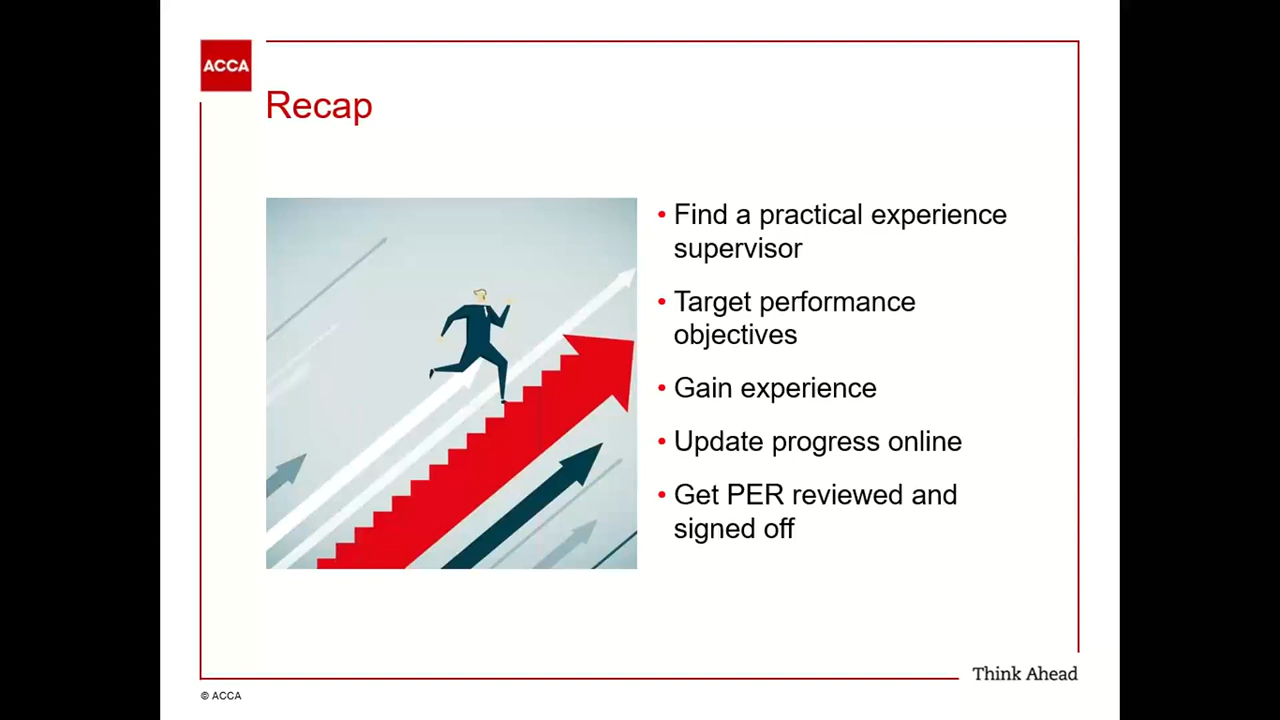 ACCA
Recap
• Find a practical experience
supervisor
• Target performance
objectives
• Gain experience
• Update progress online
• Get PER reviewed and
signed off
Think Ahead
© ACCA